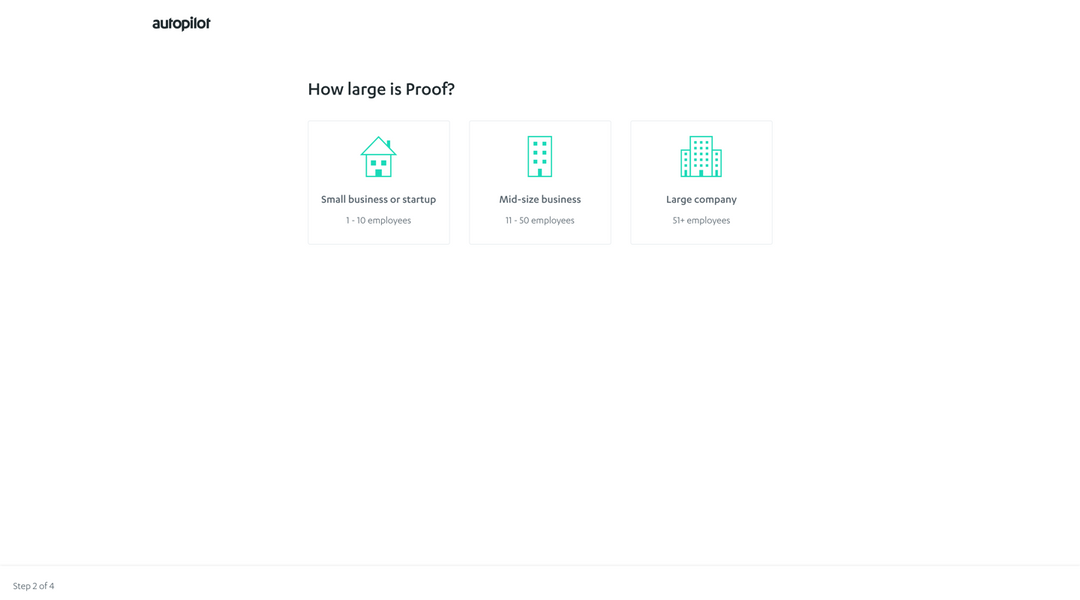 autopilot
How large is Proof?
Small business or startup
1 - 10 employees
Mid-size business
11 - 50 employees
Large company
51+ employees
Step 2 of 4